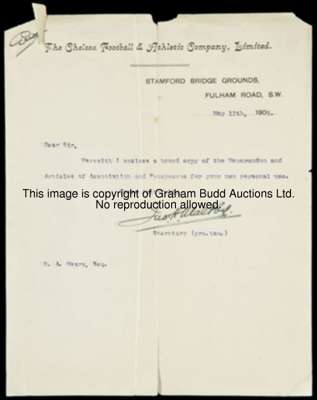 The Chelsea Football & Athletic Company, Limited.
STAMFORD BRIDGE GROUNDS,
FULHAM ROAD, S.W.
May 12th, 1905.
Dear Sir,
Herewith I enclose a bound copy of the Memorandum and
Articles of Association and for your own personal use.
This image is copyright of Graham Budd Auctions Ltd.
No reproduction allowed.
Secretary (pro.tem.)
A. Mears, Esq.